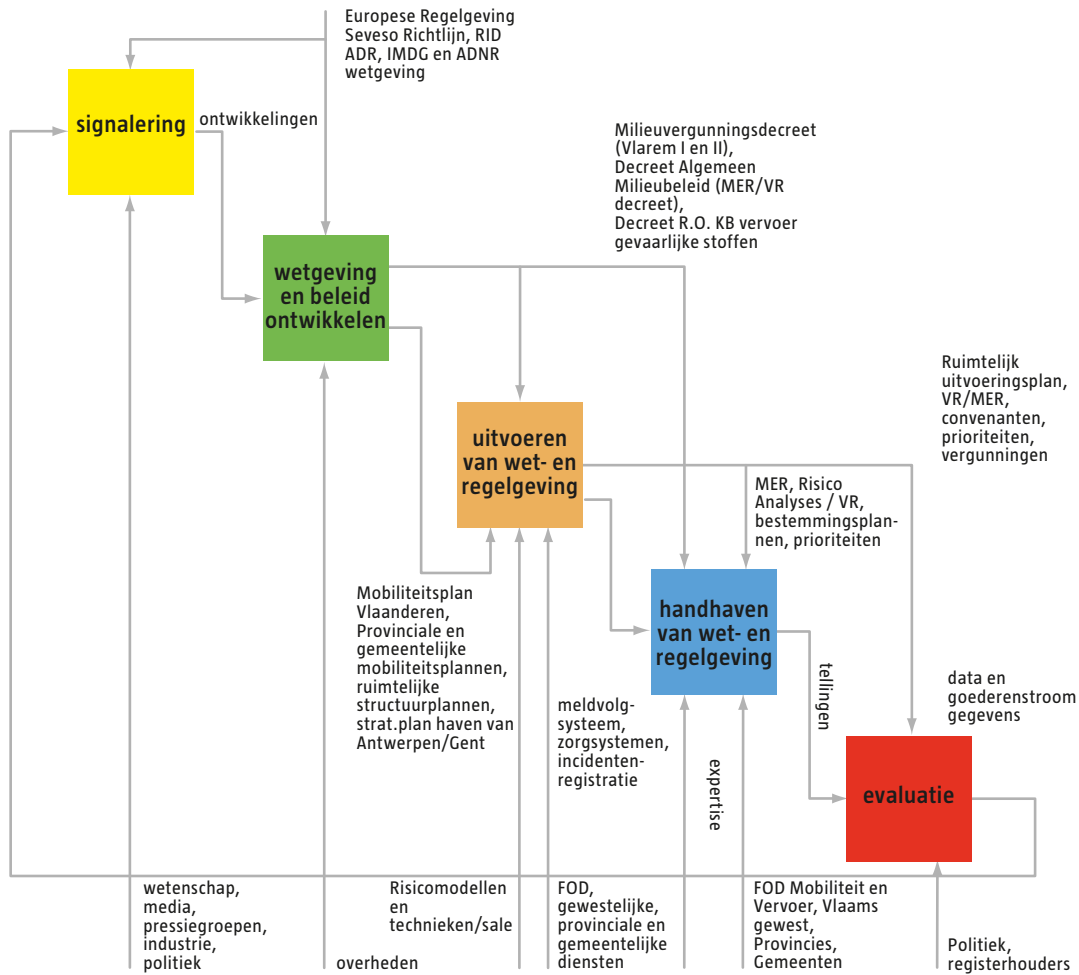 Europese Regelgeving
Seveso Richtlijn, RID
ADR, IMDG en ADNR
wetgeving
signalering
ontwikkelingen
Milieuvergunningsdecreet
(Vlarem I en II),
Decreet Algemeen
Milieubeleid (MER/VR
decreet),
Decreet R.O. KB vervoer
gevaarlijke stoffen
wetgeving
en beleid
ontwikkelen
Ruimtelijk
uitvoeringsplan,
VR/MER,
convenanten,
prioriteiten,
vergunningen
uitvoeren
van wet- en
regelgeving
MER, Risico
Analyses / VR,
bestemmingsplan-
nen, prioriteiten
Mobiliteitsplan
Vlaanderen,
Provinciale en
gemeentelijke
mobiliteitsplannen,
ruimtelijke
structuurplannen,
strat.plan haven van
Antwerpen/Gent
handhaven
van wet- en
regelgeving
tellingen
data en
goederenstroom
gegevens
meldvolg-
systeem,
zorgsystemen,
incidenten-
registratie
expertise
evaluatie
wetenschap,
media,
pressiegroepen,
industrie,
politiek
overheden
Risicomodellen
en
technieken/sale
FOD,
gewestelijke,
provinciale en
gemeentelijke
diensten
FOD Mobiliteit en
Vervoer, Vlaams
gewest,
Provincies,
Gemeenten
Politiek,
registerhouders